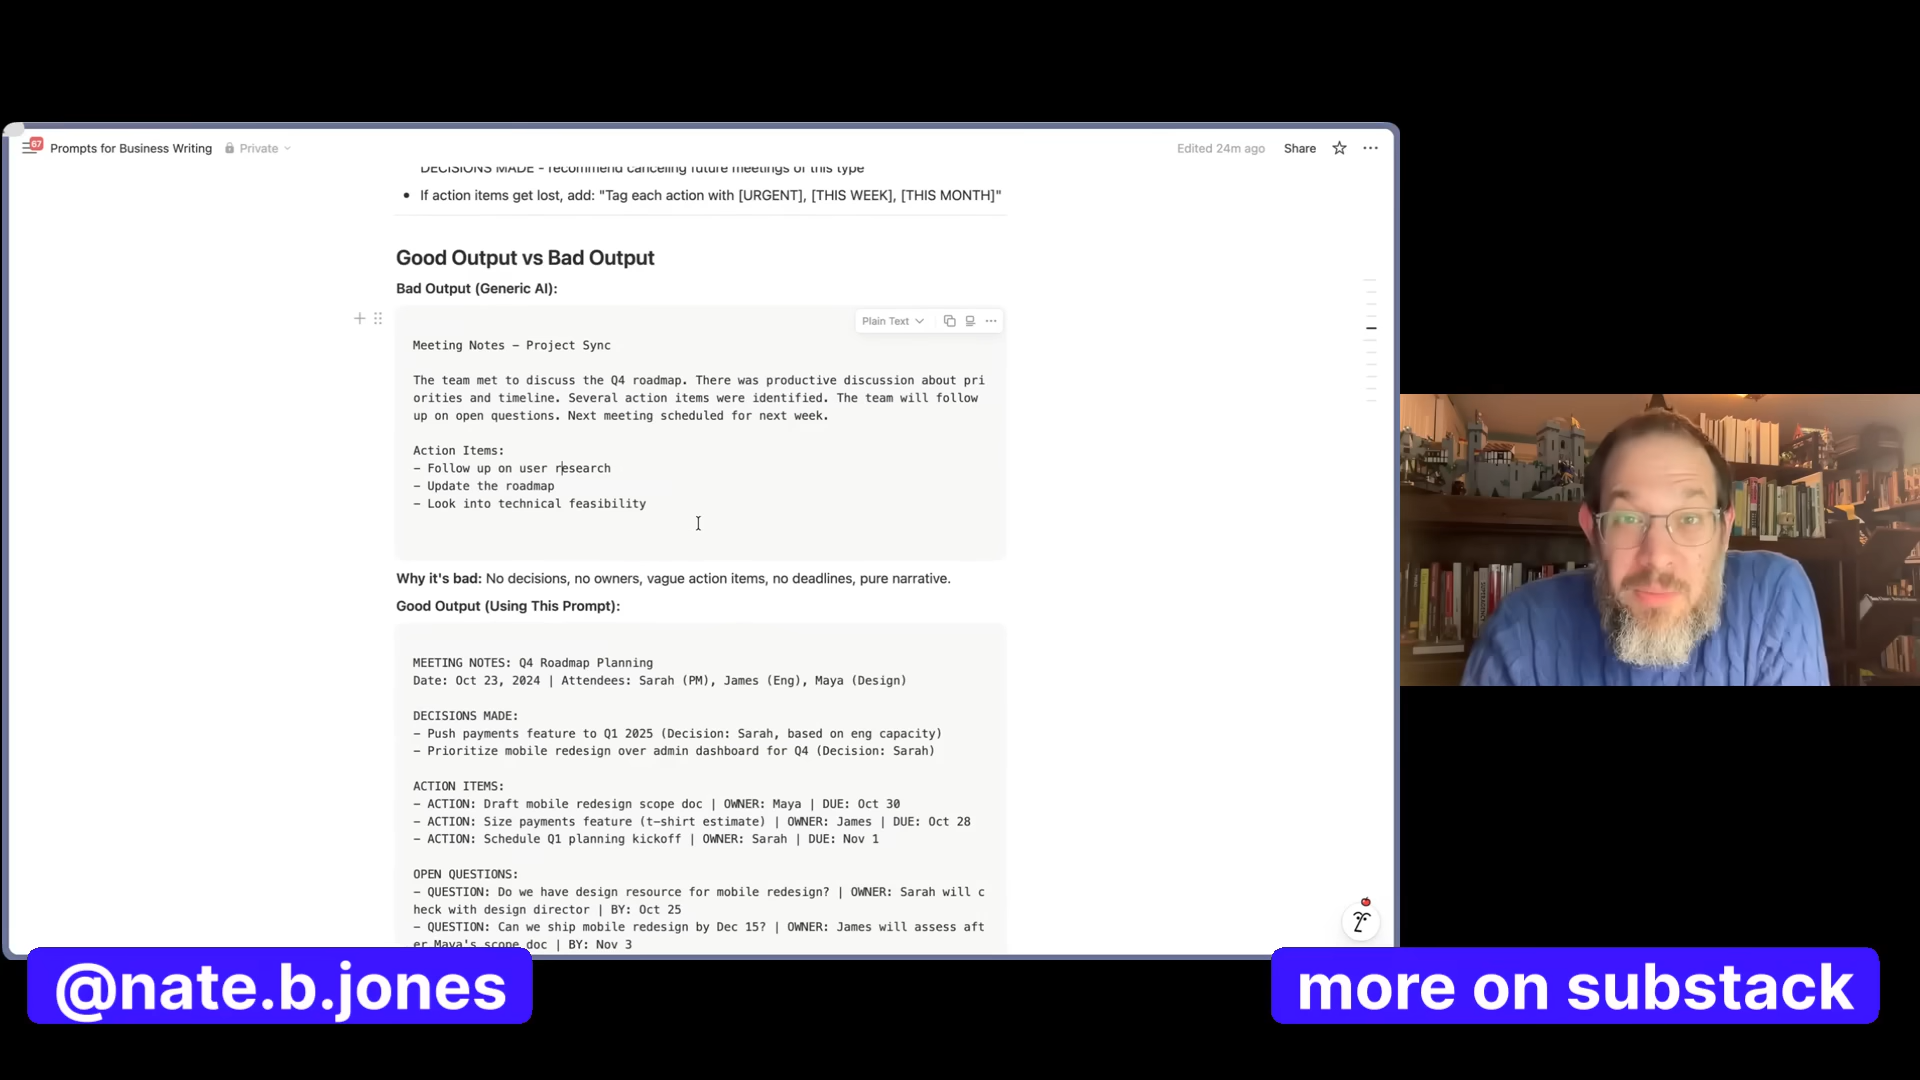 67
Prompts for Business Writing
Private
Edited 24m ago
Share
DECISIONS MADE - recommend canceling future meetings of this type
• If action items get lost, add: "Tag each action with [URGENT], [THIS WEEK], [THIS MONTH]"
Good Output vs Bad Output
Bad Output (Generic AI):
Plain Text
Meeting Notes – Project Sync
The team met to discuss the Q4 roadmap. There was productive discussion about pri
orities and timeline. Several action items were identified. The team will follow
up on open questions. Next meeting scheduled for next week.
Action Items:
– Follow up on user research
– Update the roadmap
– Look into technical feasibility
Why it's bad: No decisions, no owners, vague action items, no deadlines, pure narrative.
Good Output (Using This Prompt):
MEETING NOTES: Q4 Roadmap Planning
Date: Oct 23, 2024 | Attendees: Sarah (PM), James (Eng), Maya (Design)
DECISIONS MADE:
– Push payments feature to Q1 2025 (Decision: Sarah, based on eng capacity)
– Prioritize mobile redesign over admin dashboard for Q4 (Decision: Sarah)
ACTION ITEMS:
– ACTION: Draft mobile redesign scope doc | OWNER: Maya | DUE: Oct 30
– ACTION: Size payments feature (t-shirt estimate) | OWNER: James | DUE: Oct 28
– ACTION: Schedule Q1 planning kickoff | OWNER: Sarah | DUE: Nov 1
OPEN QUESTIONS:
– QUESTION: Do we have design resource for mobile redesign? | OWNER: Sarah will c
heck with design director | BY: Oct 25
– QUESTION: Can we ship mobile redesign by Dec 15? | OWNER: James will assess aft
er Maya's scope doc | BY: Nov 3
@nate.b.jones
more on substack